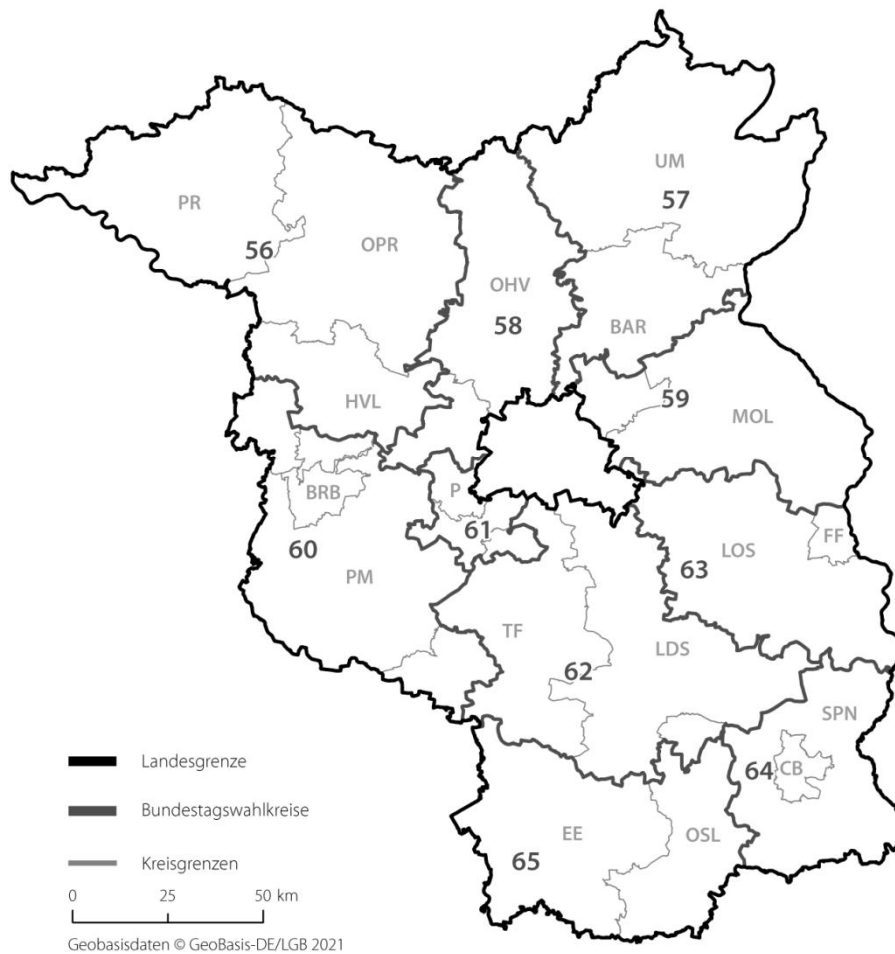 UM
57
PR
56
OPR
OHV
58
BAR
59
MOL
HVL
BRB
P
61
60
PM
FF
LOS
63
TF
62
LDS
SPN
64
CB
EE
OSL
65
Landesgrenze
Bundestagswahlkreise
Kreisgrenzen
0 25 50 km
Geobasisdaten © GeoBasis-DE/LGB 2021